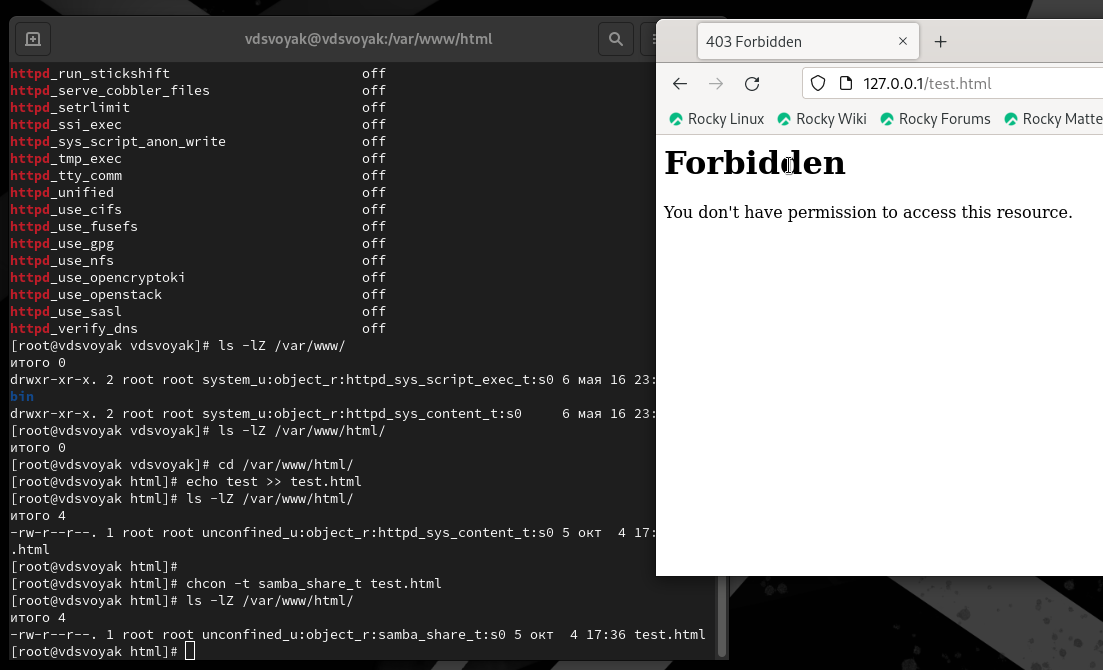 vdsvoyak@vdsvoyak:/var/www/html
httpd_run_stickshift off
httpd_serve_cobbler_files off
httpd_setrlimit off
httpd_ssi_exec off
httpd_sys_script_anon_write off
httpd_tmp_exec off
httpd_tty_comm off
httpd_unified off
httpd_use_cifs off
httpd_use_fusefs off
httpd_use_gpg off
httpd_use_nfs off
httpd_use_opencryptoki off
httpd_use_openstack off
httpd_use_sasl off
httpd_verify_dns off
[root@vdsvoyak vdsvoyak]# ls -lZ /var/www/
итого 0
drwxr-xr-x. 2 root root system_u:object_r:httpd_sys_script_exec_t:s0 6 мая 16 23:
bin
drwxr-xr-x. 2 root root system_u:object_r:httpd_sys_content_t:s0 6 мая 16 23:
[root@vdsvoyak vdsvoyak]# ls -lZ /var/www/html/
итого 0
[root@vdsvoyak vdsvoyak]# cd /var/www/html/
[root@vdsvoyak html]# echo test >> test.html
[root@vdsvoyak html]# ls -lZ /var/www/html/
итого 4
-rw-r--r--. 1 root root unconfined_u:object_r:httpd_sys_content_t:s0 5 окт 4 17:
.html
[root@vdsvoyak html]#
[root@vdsvoyak html]# chcon -t samba_share_t test.html
[root@vdsvoyak html]# ls -lZ /var/www/html/
итого 4
-rw-r--r--. 1 root root unconfined_u:object_r:samba_share_t:s0 5 окт 4 17:36 test.html
[root@vdsvoyak html]#
403 Forbidden
127.0.0.1/test.html
Rocky Linux Rocky Wiki Rocky Forums Rocky Matte
Forbidden
You don't have permission to access this resource.